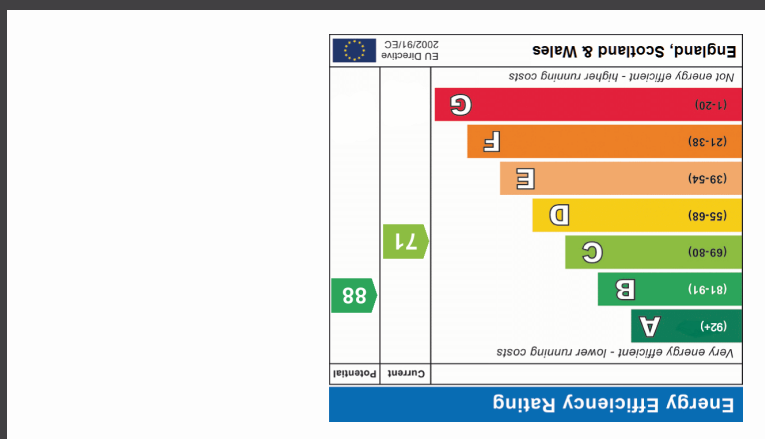 Energy Efficiency Rating
Current Potential
Very energy efficient - lower running costs
(92+) A
(81-91) B
88
(69-80) C
71
(55-68) D
(39-54) E
(21-38) F
(1-20) G
Not energy efficient - higher running costs
England, Scotland & Wales
EU Directive
2002/91/EC